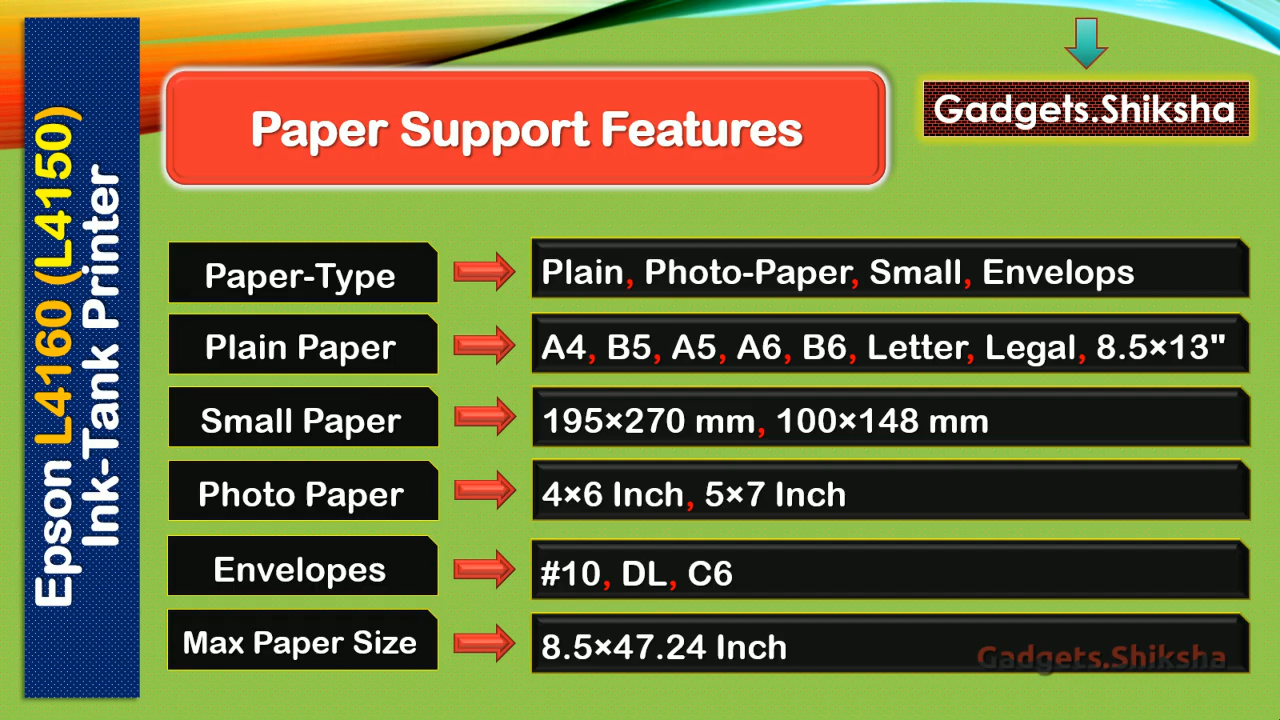 Epson L4160 (L4150)
Ink-Tank Printer
Paper Support Features
Gadgets.Shiksha
Paper-Type
Plain, Photo-Paper, Small, Envelops
Plain Paper
A4, B5, A5, A6, B6, Letter, Legal, 8.5×13"
Small Paper
195×270 mm, 100×148 mm
Photo Paper
4×6 Inch, 5×7 Inch
Envelopes
#10, DL, C6
Max Paper Size
8.5×47.24 Inch
Gadgets.Shiksha